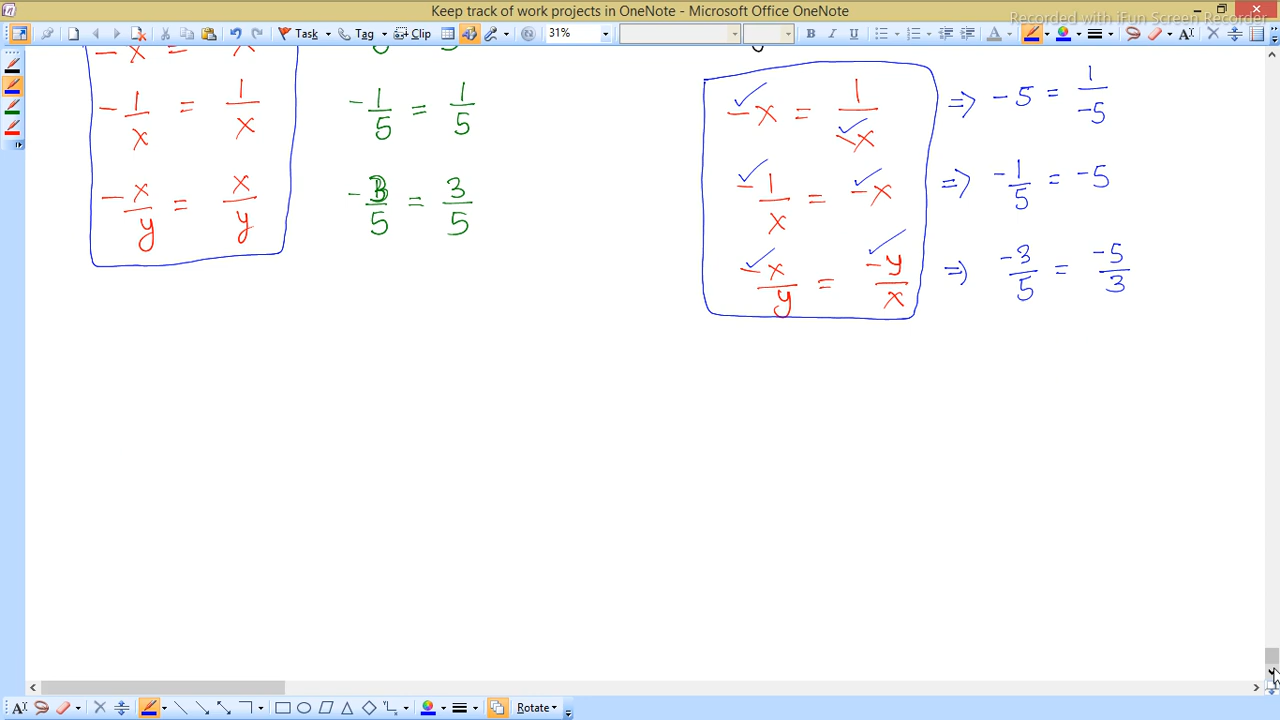 Keep track of work projects in OneNote - Microsoft Office OneNote
Recorded with iFun Screen Recorder
Task Tag Clip 31% B I U A
-x = x
-1/x = 1/x
-1/5 = 1/5
-x/y = x/y
-3/5 = 3/5
-x = 1/-x ⇒ -5 = 1/-5
-1/x = -x ⇒ -1/5 = -5
-x/y = -y/x ⇒ -3/5 = -5/3
Rotate